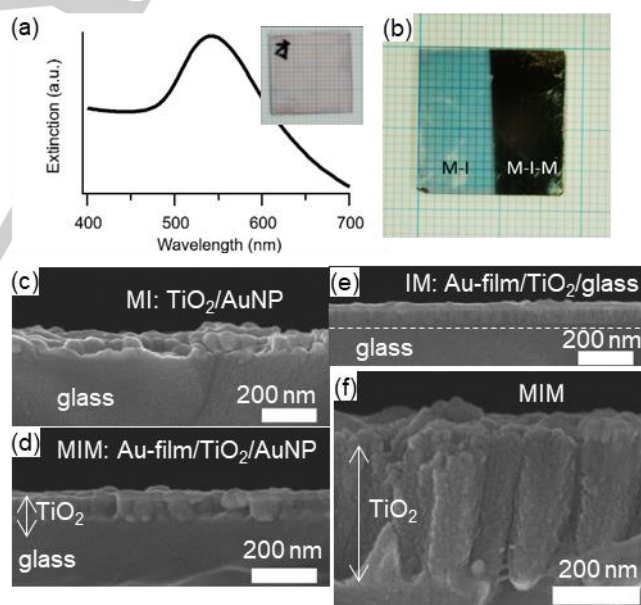 (a)
Extinction (a.u.)
400 500 600 700
Wavelength (nm)
(b)
M-I
M-I-M
(c)
MI: TiO2/AuNP
glass
200 nm
(d)
MIM: Au-film/TiO2/AuNP
TiO2
glass
200 nm
(e)
IM: Au-film/TiO2/glass
glass
200 nm
(f)
MIM
TiO2
200 nm